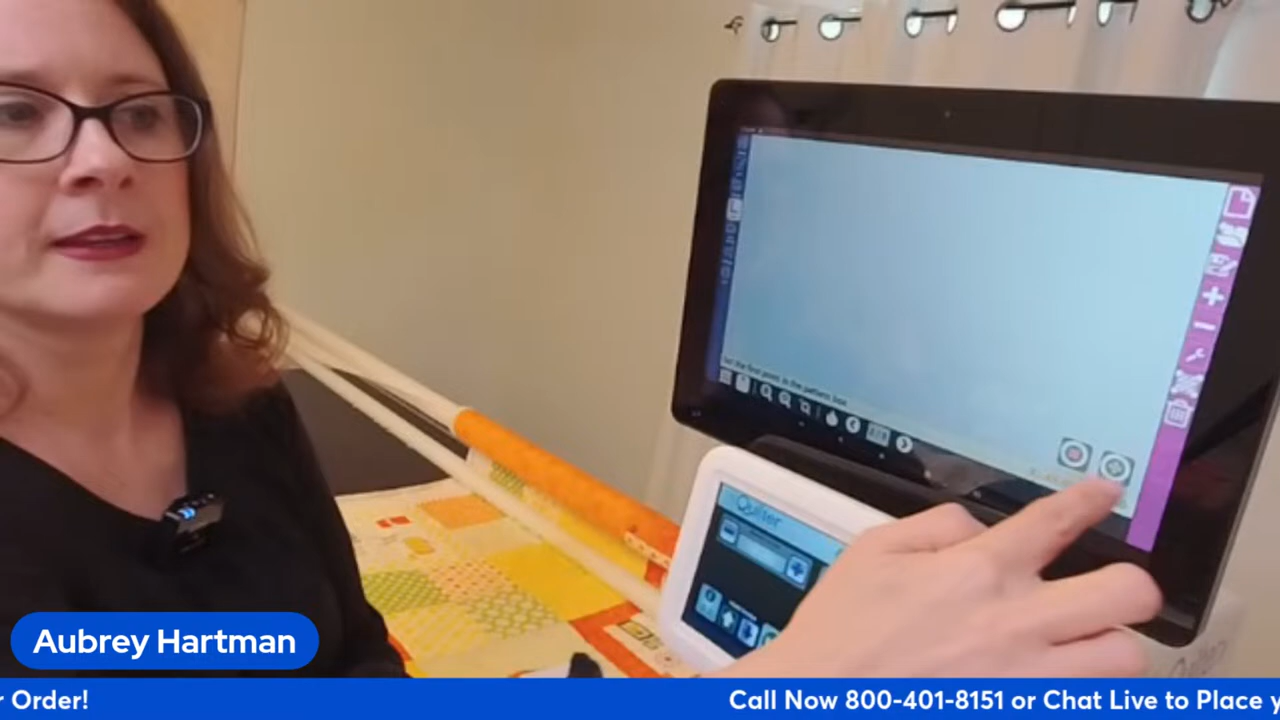 Set the first point in the pattern box
Quilter
Aubrey Hartman
r Order!
Call Now 800-401-8151 or Chat Live to Place y